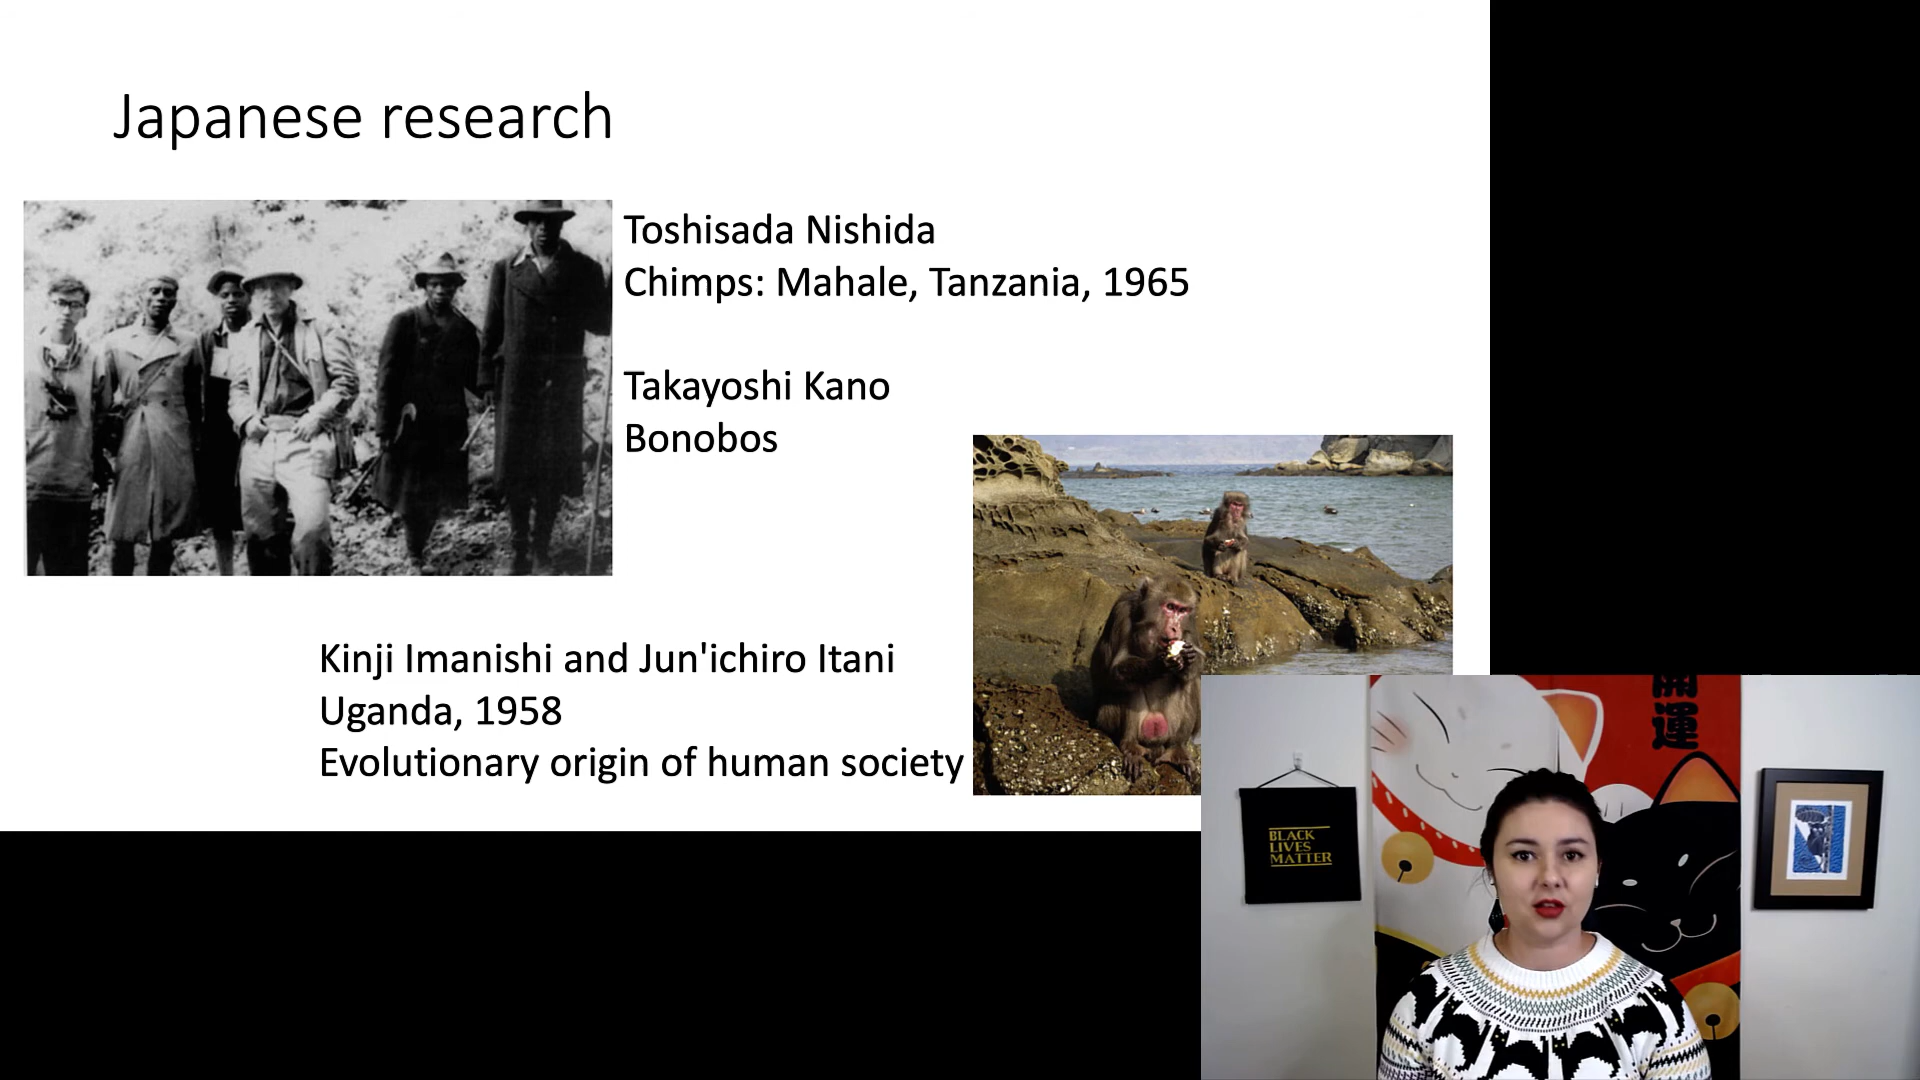 Japanese research
Toshisada Nishida
Chimps: Mahale, Tanzania, 1965
Takayoshi Kano
Bonobos
Kinji Imanishi and Jun'ichiro Itani
Uganda, 1958
Evolutionary origin of human society
開運
BLACK
LIVES
MATTER